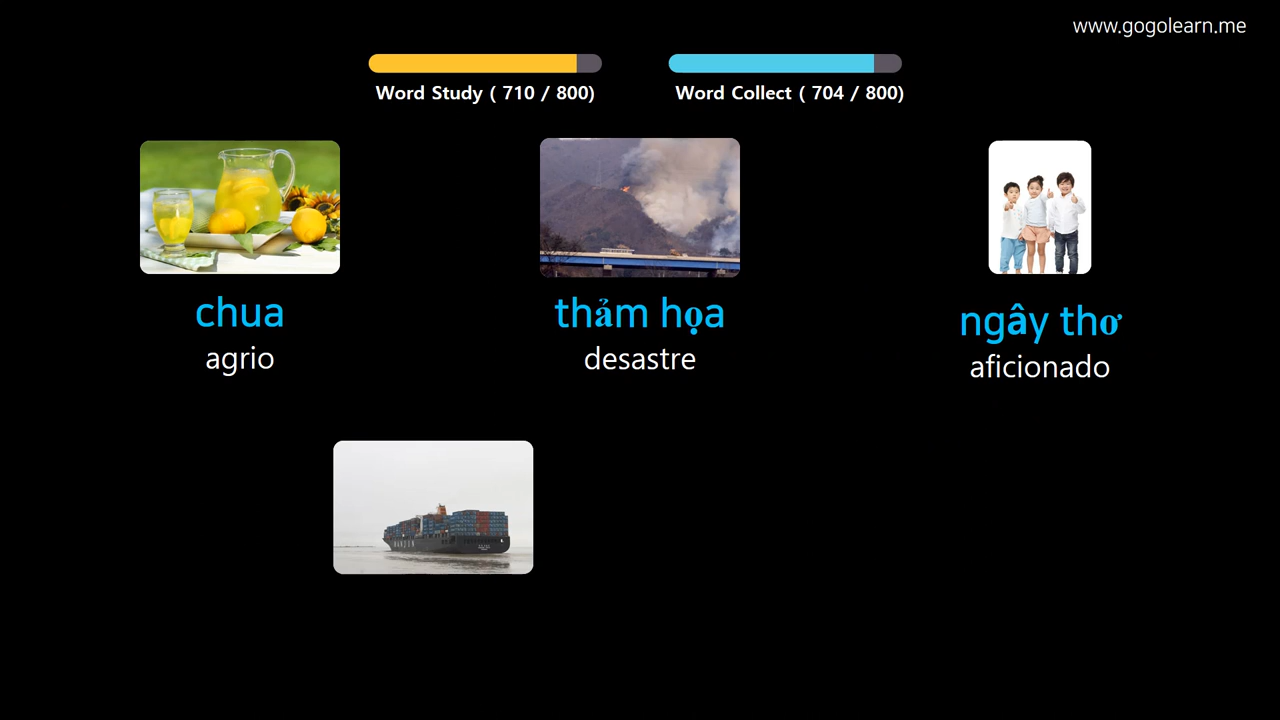 www.gogolearn.me
Word Study ( 710 / 800)
Word Collect ( 704 / 800)
chua
agrio
thảm họa
desastre
ngây thơ
aficionado